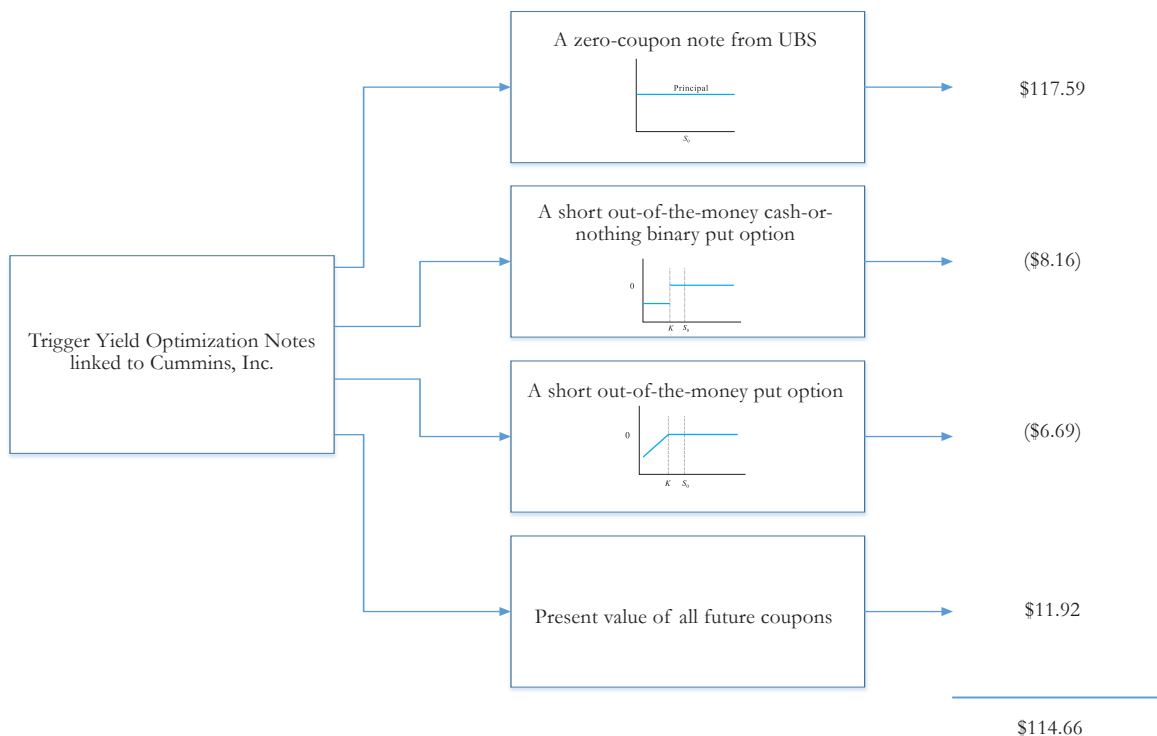 A zero-coupon note from UBS
Principal
S0
$117.59
A short out-of-the-money cash-or-
nothing binary put option
0
K
S0
($8.16)
Trigger Yield Optimization Notes
linked to Cummins, Inc.
A short out-of-the-money put option
0
K
S0
($6.69)
Present value of all future coupons
$11.92
$114.66